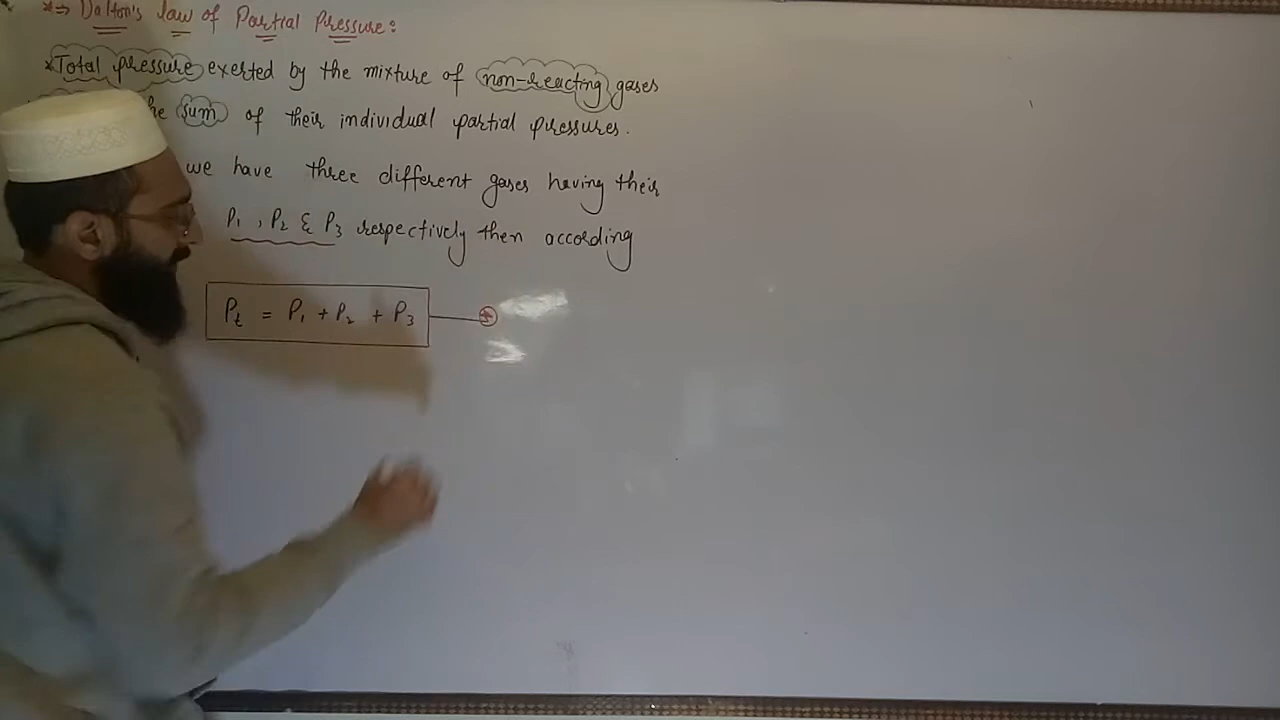 *⇒ Dalton's law of Partial Pressure:
*Total pressure exerted by the mixture of non-reacting gases
sum of their individual partial pressures.
we have three different gases having their
P₁, P₂ & P₃ respectively then according
Pₜ = P₁ + P₂ + P₃